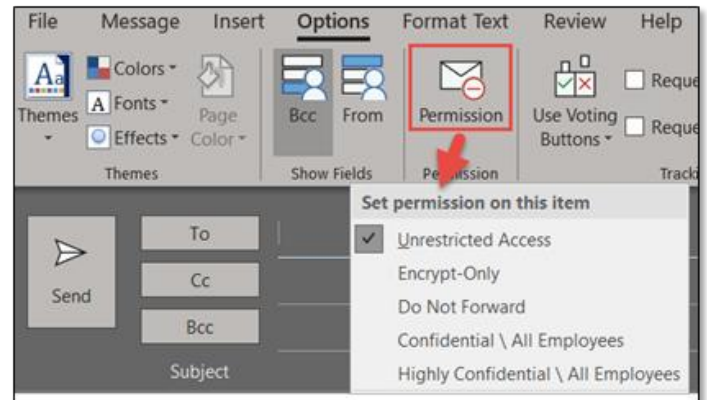 File Message Insert Options Format Text Review Help
Aa Colors
A Fonts
Effects
Themes
Page
Color
Bcc From
Permission
Use Voting
Buttons
Themes Show Fields
Set permission on this item
Send
To
Cc
Bcc
Subject
Unrestricted Access
Encrypt-Only
Do Not Forward
Confidential \ All Employees
Highly Confidential \ All Employees